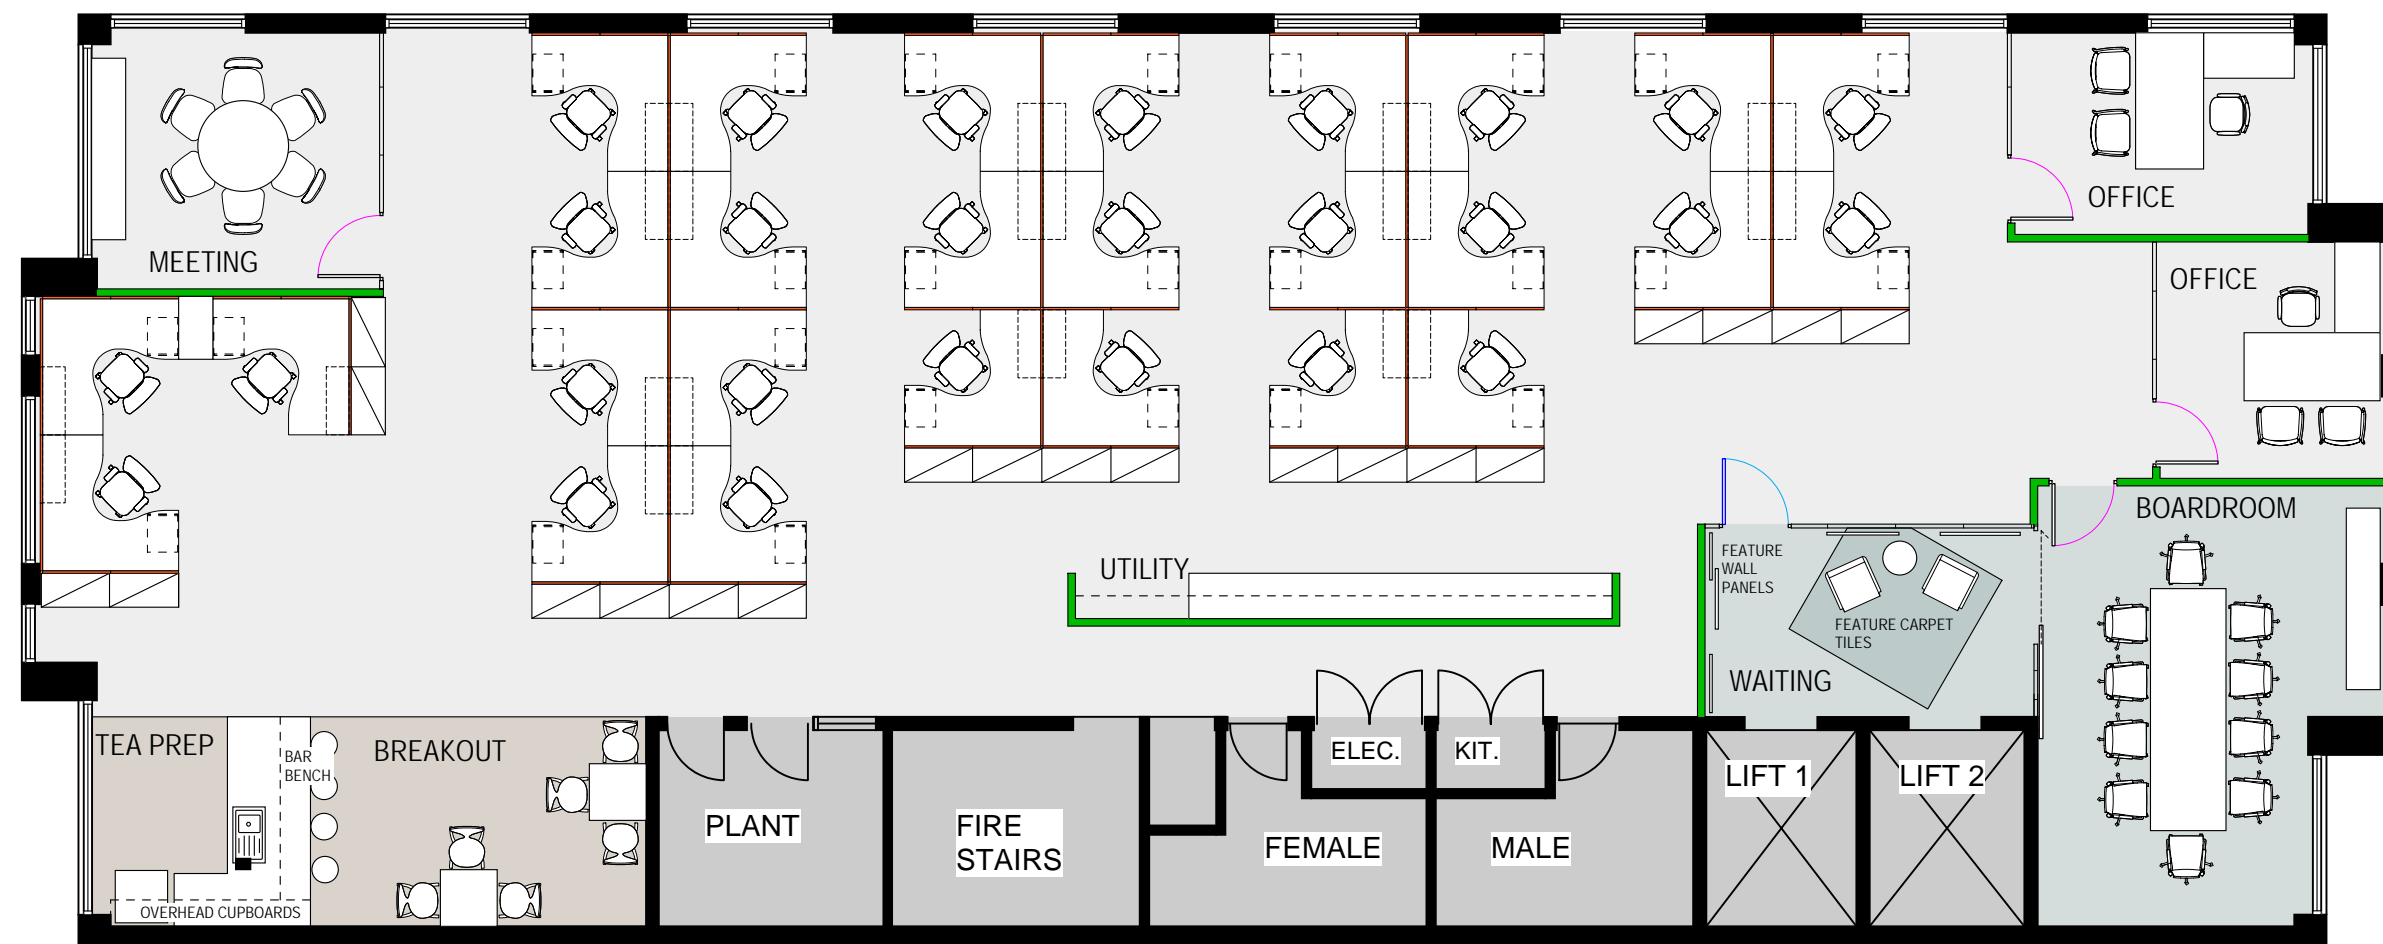 OFFICE
MEETING
OFFICE
BOARDROOM
UTILITY
FEATURE
WALL
PANELS
FEATURE CARPET
TILES
WAITING
TEA PREP
BAR
BENCH
BREAKOUT
ELEC.
KIT.
LIFT 1
LIFT 2
PLANT
FIRE
STAIRS
FEMALE
MALE
OVERHEAD CUPBOARDS